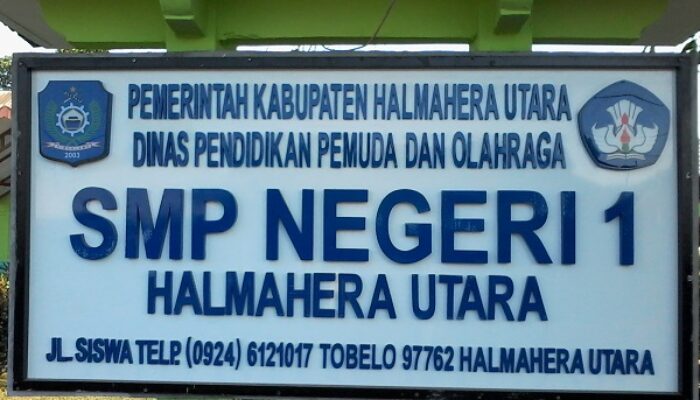 PEMERINTAH KABUPATEN HALMAHERA UTARA
DINAS PENDIDIKAN PEMUDA DAN OLAHRAGA
2003
SMP NEGERI 1
HALMAHERA UTARA
JL. SISWA TELP. (0924) 6121017 TOBELO 97762 HALMAHERA UTARA